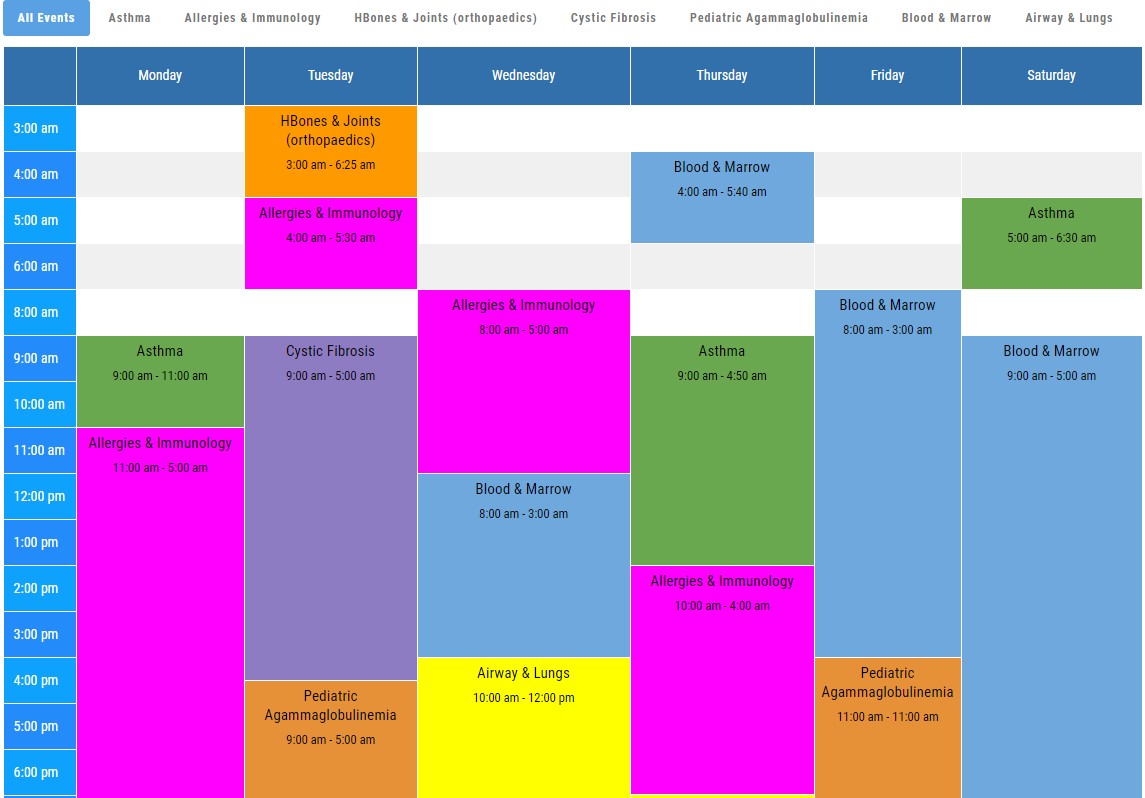 All Events Asthma Allergies & Immunology HBones & Joints (orthopaedics) Cystic Fibrosis Pediatric Agammaglobulinemia Blood & Marrow Airway & Lungs
Monday Tuesday Wednesday Thursday Friday Saturday
3:00 am
HBones & Joints
(orthopaedics)
3:00 am - 6:25 am
4:00 am
Blood & Marrow
4:00 am - 5:40 am
5:00 am
Allergies & Immunology
4:00 am - 5:30 am
Asthma
5:00 am - 6:30 am
6:00 am
8:00 am
Allergies & Immunology
8:00 am - 5:00 am
Blood & Marrow
8:00 am - 3:00 am
9:00 am
Asthma
9:00 am - 11:00 am
Cystic Fibrosis
9:00 am - 5:00 am
Asthma
9:00 am - 4:50 am
Blood & Marrow
9:00 am - 5:00 am
10:00 am
11:00 am
Allergies & Immunology
11:00 am - 5:00 am
12:00 pm
Blood & Marrow
8:00 am - 3:00 am
1:00 pm
2:00 pm
Allergies & Immunology
10:00 am - 4:00 am
3:00 pm
4:00 pm
Pediatric
Agammaglobulinemia
9:00 am - 5:00 am
Airway & Lungs
10:00 am - 12:00 pm
Pediatric
Agammaglobulinemia
11:00 am - 11:00 am
5:00 pm
6:00 pm